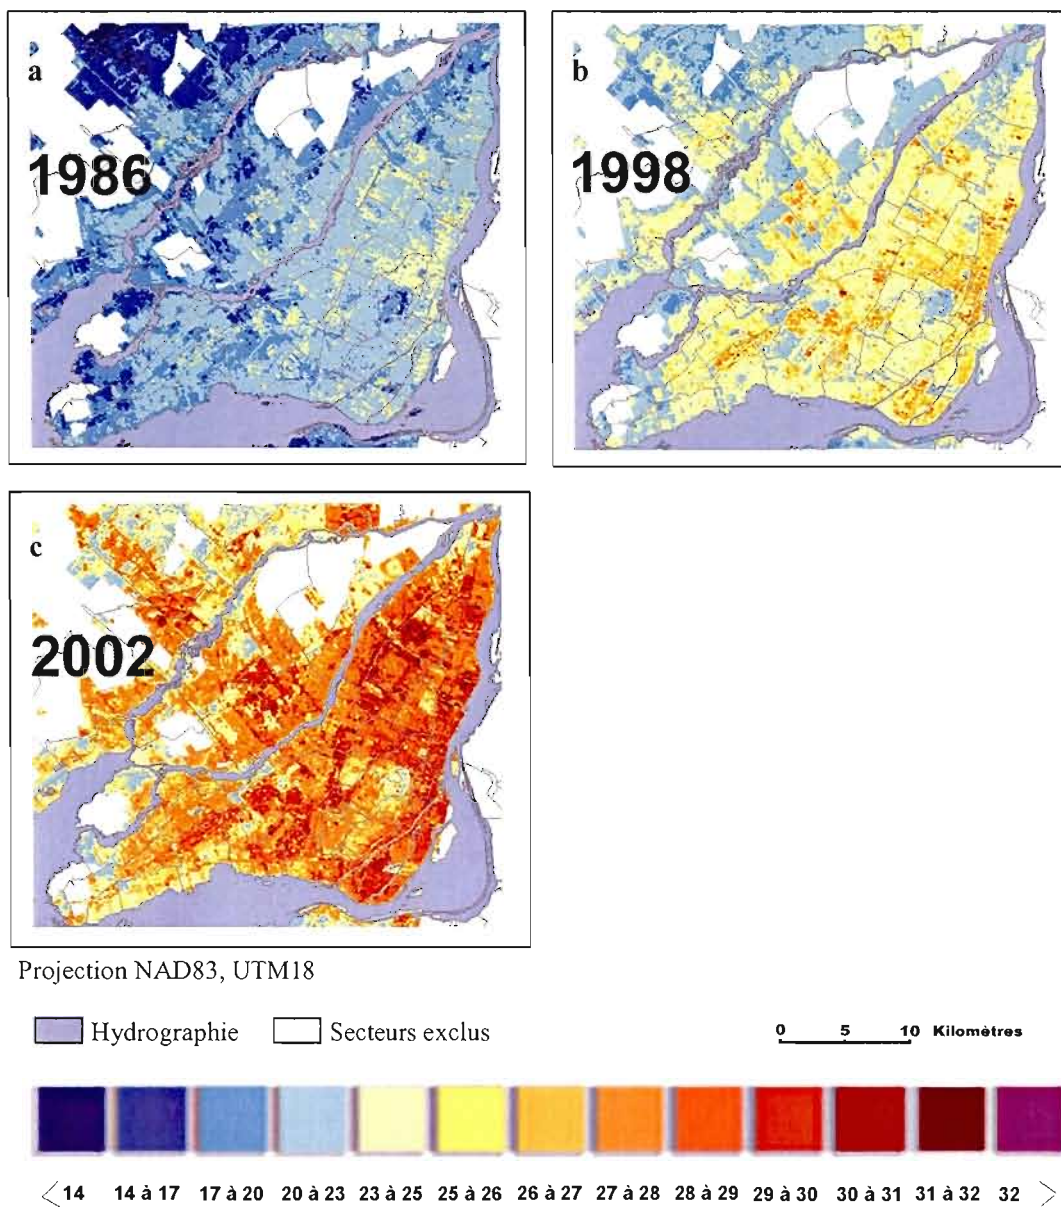 a
1986
b
1998
c
2002
Projection NAD83, UTM18
Hydrographie
Secteurs exclus
0 5 10 Kilomètres
< 14 14 à 17 17 à 20 20 à 23 23 à 25 25 à 26 26 à 27 27 à 28 28 à 29 29 à 30 30 à 31 31 à 32 32 >